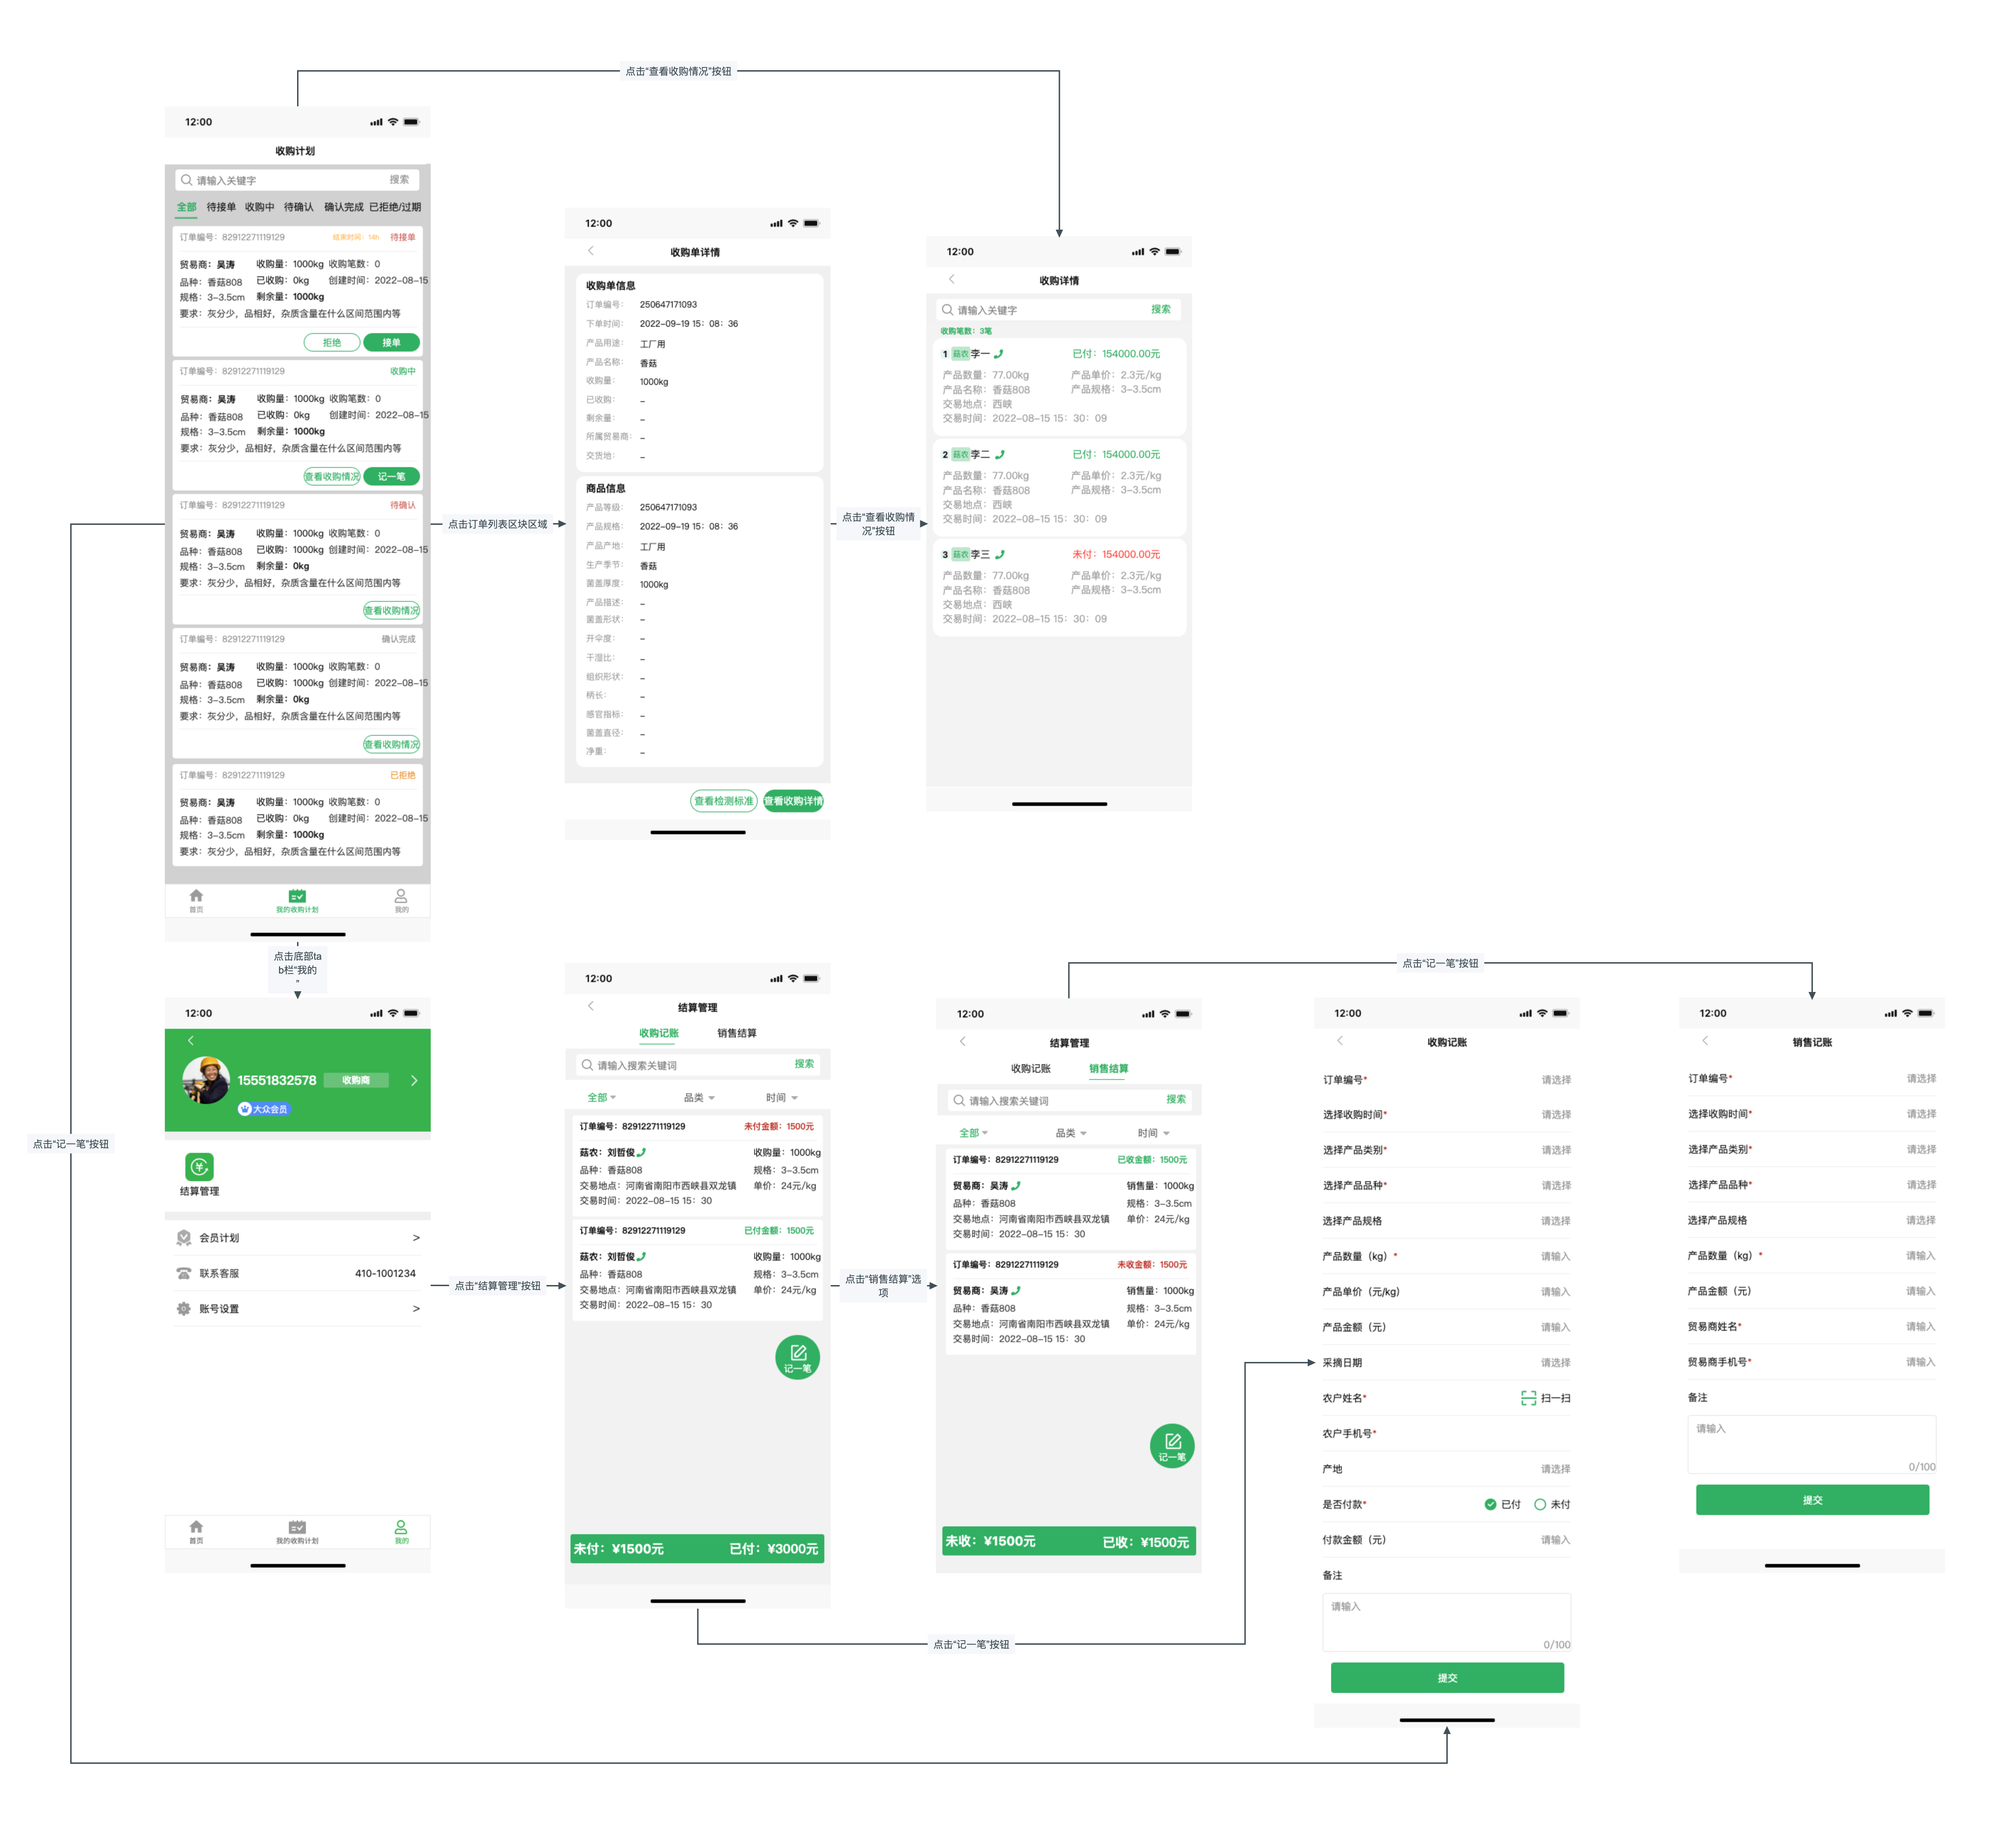 点击“查看收购情况”按钮
12:00
收购计划
请输入关键字 搜索
全部 待接单 收购中 待确认 确认完成 已拒绝/过期
订单编号：82912271119129 结束时间：14h 待接单
贸易商：吴涛 收购量：1000kg 收购笔数：0
品种：香菇808 已收购：0kg 创建时间：2022-08-15
规格：3-3.5cm 剩余量：1000kg
要求：灰分少，品相好，杂质含量在什么区间范围内等
拒绝 接单
订单编号：82912271119129 收购中
贸易商：吴涛 收购量：1000kg 收购笔数：0
品种：香菇808 已收购：0kg 创建时间：2022-08-15
规格：3-3.5cm 剩余量：1000kg
要求：灰分少，品相好，杂质含量在什么区间范围内等
查看收购情况 记一笔
订单编号：82912271119129 待确认
贸易商：吴涛 收购量：1000kg 收购笔数：0
品种：香菇808 已收购：1000kg 创建时间：2022-08-15
规格：3-3.5cm 剩余量：0kg
要求：灰分少，品相好，杂质含量在什么区间范围内等
查看收购情况
订单编号：82912271119129 确认完成
贸易商：吴涛 收购量：1000kg 收购笔数：0
品种：香菇808 已收购：1000kg 创建时间：2022-08-15
规格：3-3.5cm 剩余量：0kg
要求：灰分少，品相好，杂质含量在什么区间范围内等
查看收购情况
订单编号：82912271119129 已拒绝
贸易商：吴涛 收购量：1000kg 收购笔数：0
品种：香菇808 已收购：0kg 创建时间：2022-08-15
规格：3-3.5cm 剩余量：1000kg
要求：灰分少，品相好，杂质含量在什么区间范围内等
首页 我的收购计划 我的
点击订单列表区块区域
12:00
收购单详情
收购单信息
订单编号： 250647171093
下单时间： 2022-09-19 15：08：36
产品用途： 工厂用
产品名称： 香菇
收购量： 1000kg
已收购： –
剩余量： –
所属贸易商： –
交货地： –
商品信息
产品等级： 250647171093
产品规格： 2022-09-19 15：08：36
产品产地： 工厂用
生产季节： 香菇
菌盖厚度： 1000kg
产品描述： –
菌盖形状： –
开伞度： –
干湿比： –
组织形状： –
柄长： –
感官指标： –
菌盖直径： –
净重： –
查看检测标准 查看收购详情
点击“查看收购情
况”按钮
12:00
收购详情
请输入关键字 搜索
收购笔数：3笔
1 菇农 李一 已付：154000.00元
产品数量：77.00kg 产品单价：2.3元/kg
产品名称：香菇808 产品规格：3-3.5cm
交易地点：西峡
交易时间：2022-08-15 15：30：09
2 菇农 李二 已付：154000.00元
产品数量：77.00kg 产品单价：2.3元/kg
产品名称：香菇808 产品规格：3-3.5cm
交易地点：西峡
交易时间：2022-08-15 15：30：09
3 菇农 李三 未付：154000.00元
产品数量：77.00kg 产品单价：2.3元/kg
产品名称：香菇808 产品规格：3-3.5cm
交易地点：西峡
交易时间：2022-08-15 15：30：09
点击底部ta
b栏“我的
”
点击“记一笔”按钮
12:00
15551832578 收购商
大众会员
结算管理
会员计划 >
联系客服 410-1001234
账号设置 >
首页 我的收购计划 我的
点击“结算管理”按钮
12:00
结算管理
收购记账 销售结算
请输入搜索关键词 搜索
全部 品类 时间
订单编号：82912271119129 未付金额：1500元
菇农：刘哲俊 收购量：1000kg
品种：香菇808 规格：3-3.5cm
交易地点：河南省南阳市西峡县双龙镇 单价：24元/kg
交易时间：2022-08-15 15：30
订单编号：82912271119129 已付金额：1500元
菇农：刘哲俊 收购量：1000kg
品种：香菇808 规格：3-3.5cm
交易地点：河南省南阳市西峡县双龙镇 单价：24元/kg
交易时间：2022-08-15 15：30
记一笔
未付：¥1500元 已付：¥3000元
点击“销售结算”选
项
12:00
结算管理
收购记账 销售结算
请输入搜索关键词 搜索
全部 品类 时间
订单编号：82912271119129 已收金额：1500元
贸易商：吴涛 销售量：1000kg
品种：香菇808 规格：3-3.5cm
交易地点：河南省南阳市西峡县双龙镇 单价：24元/kg
交易时间：2022-08-15 15：30
订单编号：82912271119129 未收金额：1500元
贸易商：吴涛 销售量：1000kg
品种：香菇808 规格：3-3.5cm
交易地点：河南省南阳市西峡县双龙镇 单价：24元/kg
交易时间：2022-08-15 15：30
记一笔
未收：¥1500元 已收：¥1500元
点击“记一笔”按钮
点击“记一笔”按钮
12:00
收购记账
订单编号* 请选择
选择收购时间* 请选择
选择产品类别* 请选择
选择产品品种* 请选择
选择产品规格 请选择
产品数量（kg）* 请输入
产品单价（元/kg） 请输入
产品金额（元） 请输入
采摘日期 请选择
农户姓名* 扫一扫
农户手机号*
产地 请选择
是否付款* 已付 未付
付款金额（元） 请输入
备注
请输入
0/100
提交
12:00
销售记账
订单编号* 请选择
选择收购时间* 请选择
选择产品类别* 请选择
选择产品品种* 请选择
选择产品规格 请选择
产品数量（kg）* 请输入
产品金额（元） 请输入
贸易商姓名* 请输入
贸易商手机号* 请输入
备注
请输入
0/100
提交